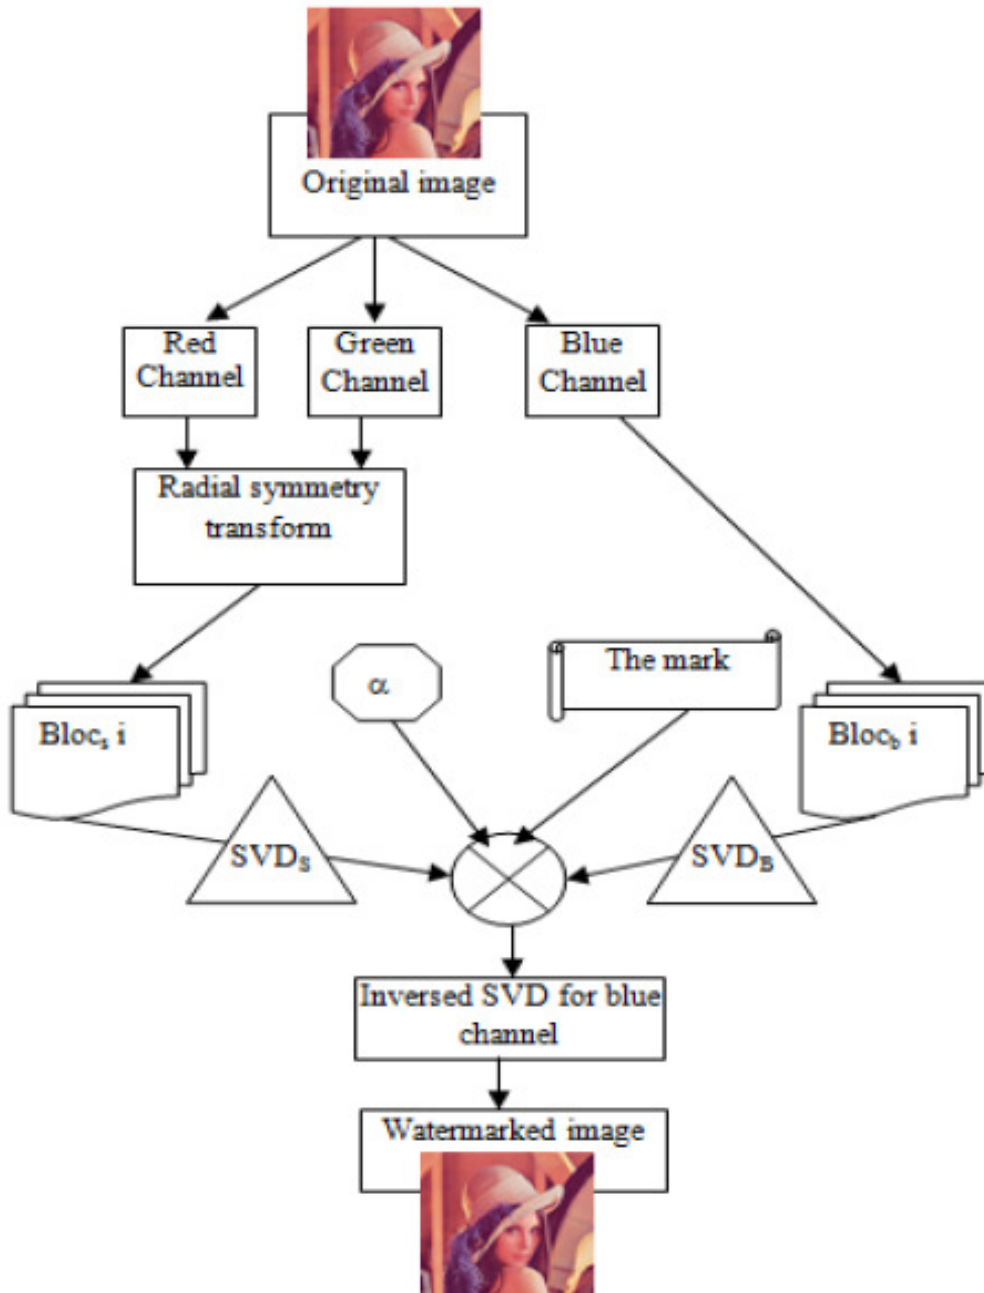 Original image
Red
Channel
Green
Channel
Blue
Channel
Radial symmetry
transform
Blocs i
α
The mark
Blocb i
SVDS
SVDB
Inversed SVD for blue
channel
Watermarked image